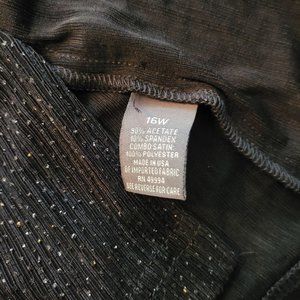 16W
90% ACETATE
10% SPANDEX
COMBO SATIN:
100% POLYESTER
MADE IN USA
OF IMPORTED FABRIC
RN 49994
SEE REVERSE FOR CARE